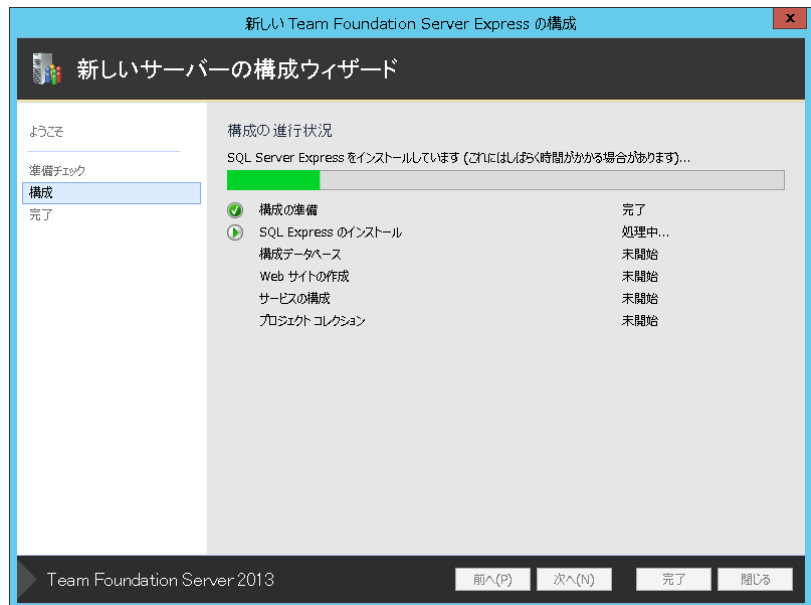 新しい Team Foundation Server Express の構成
x
新しいサーバーの構成ウィザード
ようこそ
準備チェック
構成
完了
構成の進行状況
SQL Server Express をインストールしています (これにはしばらく時間がかかる場合があります)...
構成の準備 完了
SQL Express のインストール 処理中...
構成データベース 未開始
Web サイトの作成 未開始
サービスの構成 未開始
プロジェクト コレクション 未開始
Team Foundation Server 2013
前へ(P) 次へ(N) 完了 閉じる